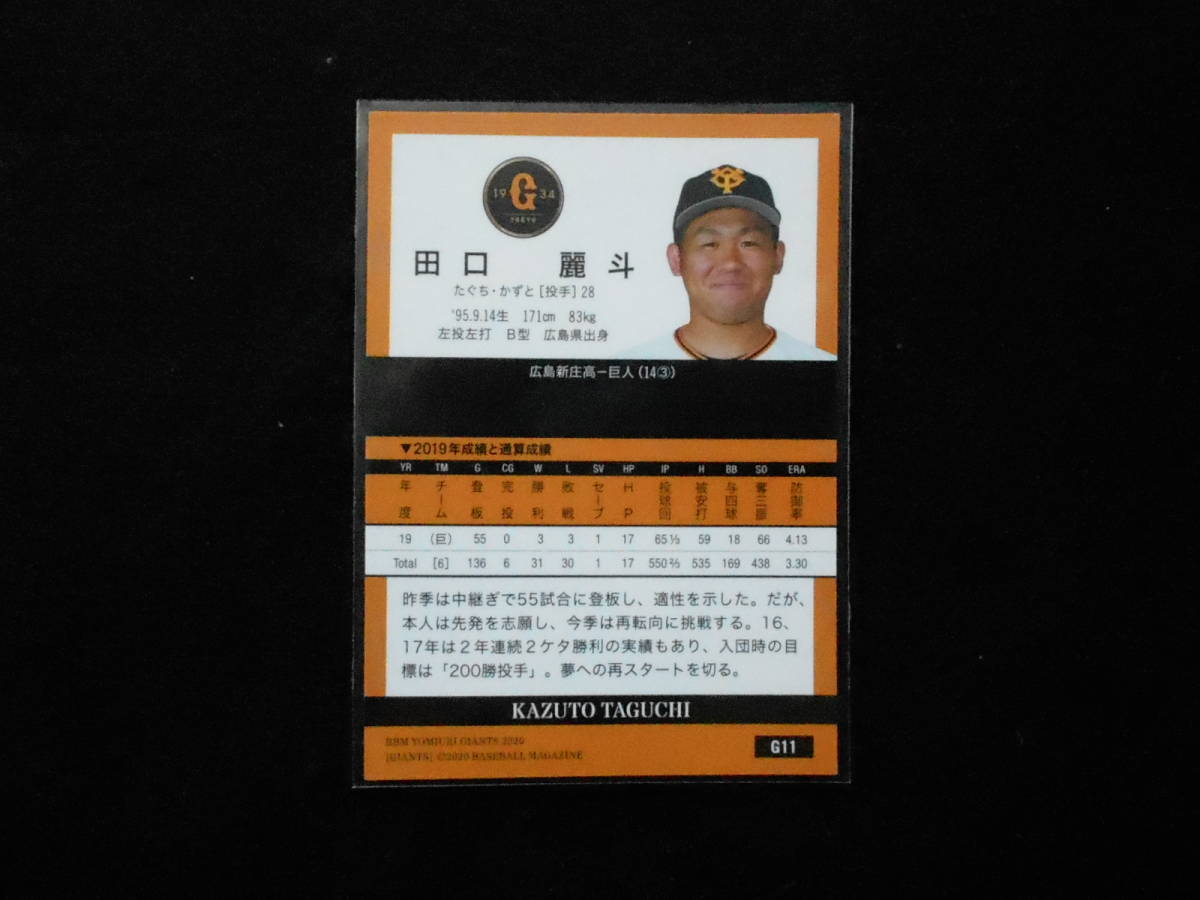 19 G 34
TOKYO
田口 麗斗
たぐち・かずと [投手] 28
'95.9.14生 171cm 83kg
左投左打 B型 広島県出身
広島新庄高ー巨人(14③)
▼2019年成績と通算成績
YR TM G CG W L SV HP IP H BB SO ERA
年度 チーム 登板 完投 勝利 敗戦 セーブ HP 投球回 被安打 与四球 奪三振 防御率
19 (巨) 55 0 3 3 1 17 65 1/3 59 18 66 4.13
Total [6] 136 6 31 30 1 17 550 2/3 535 169 438 3.30
昨季は中継ぎで55試合に登板し、適性を示した。だが、
本人は先発を志願し、今季は再転向に挑戦する。16、
17年は2年連続2ケタ勝利の実績もあり、入団時の目
標は「200勝投手」。夢への再スタートを切る。
KAZUTO TAGUCHI
BBM YOMIURI GIANTS 2020
[GIANTS] ©2020 BASEBALL MAGAZINE
G11